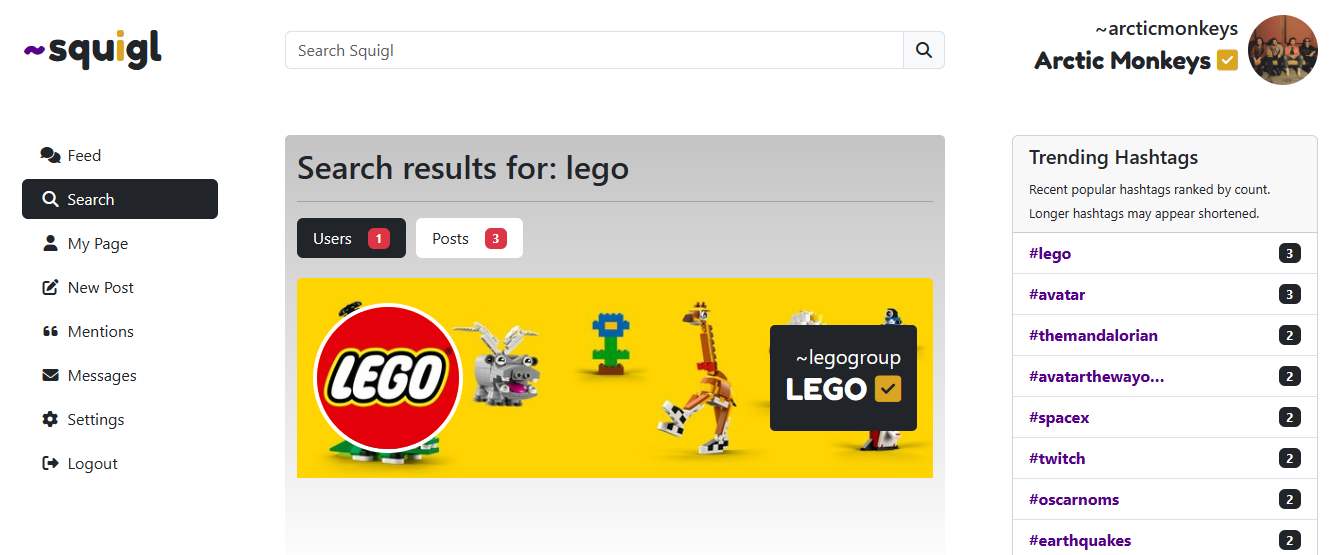 ~squigl
Search Squigl
~arcticmonkeys
Arctic Monkeys
Feed
Search
My Page
New Post
Mentions
Messages
Settings
Logout
Search results for: lego
Users 1
Posts 3
LEGO
~legogroup
LEGO
Trending Hashtags
Recent popular hashtags ranked by count.
Longer hashtags may appear shortened.
#lego 3
#avatar 3
#themandalorian 2
#avatarthewayo... 2
#spacex 2
#twitch 2
#oscarnoms 2
#earthquakes 2